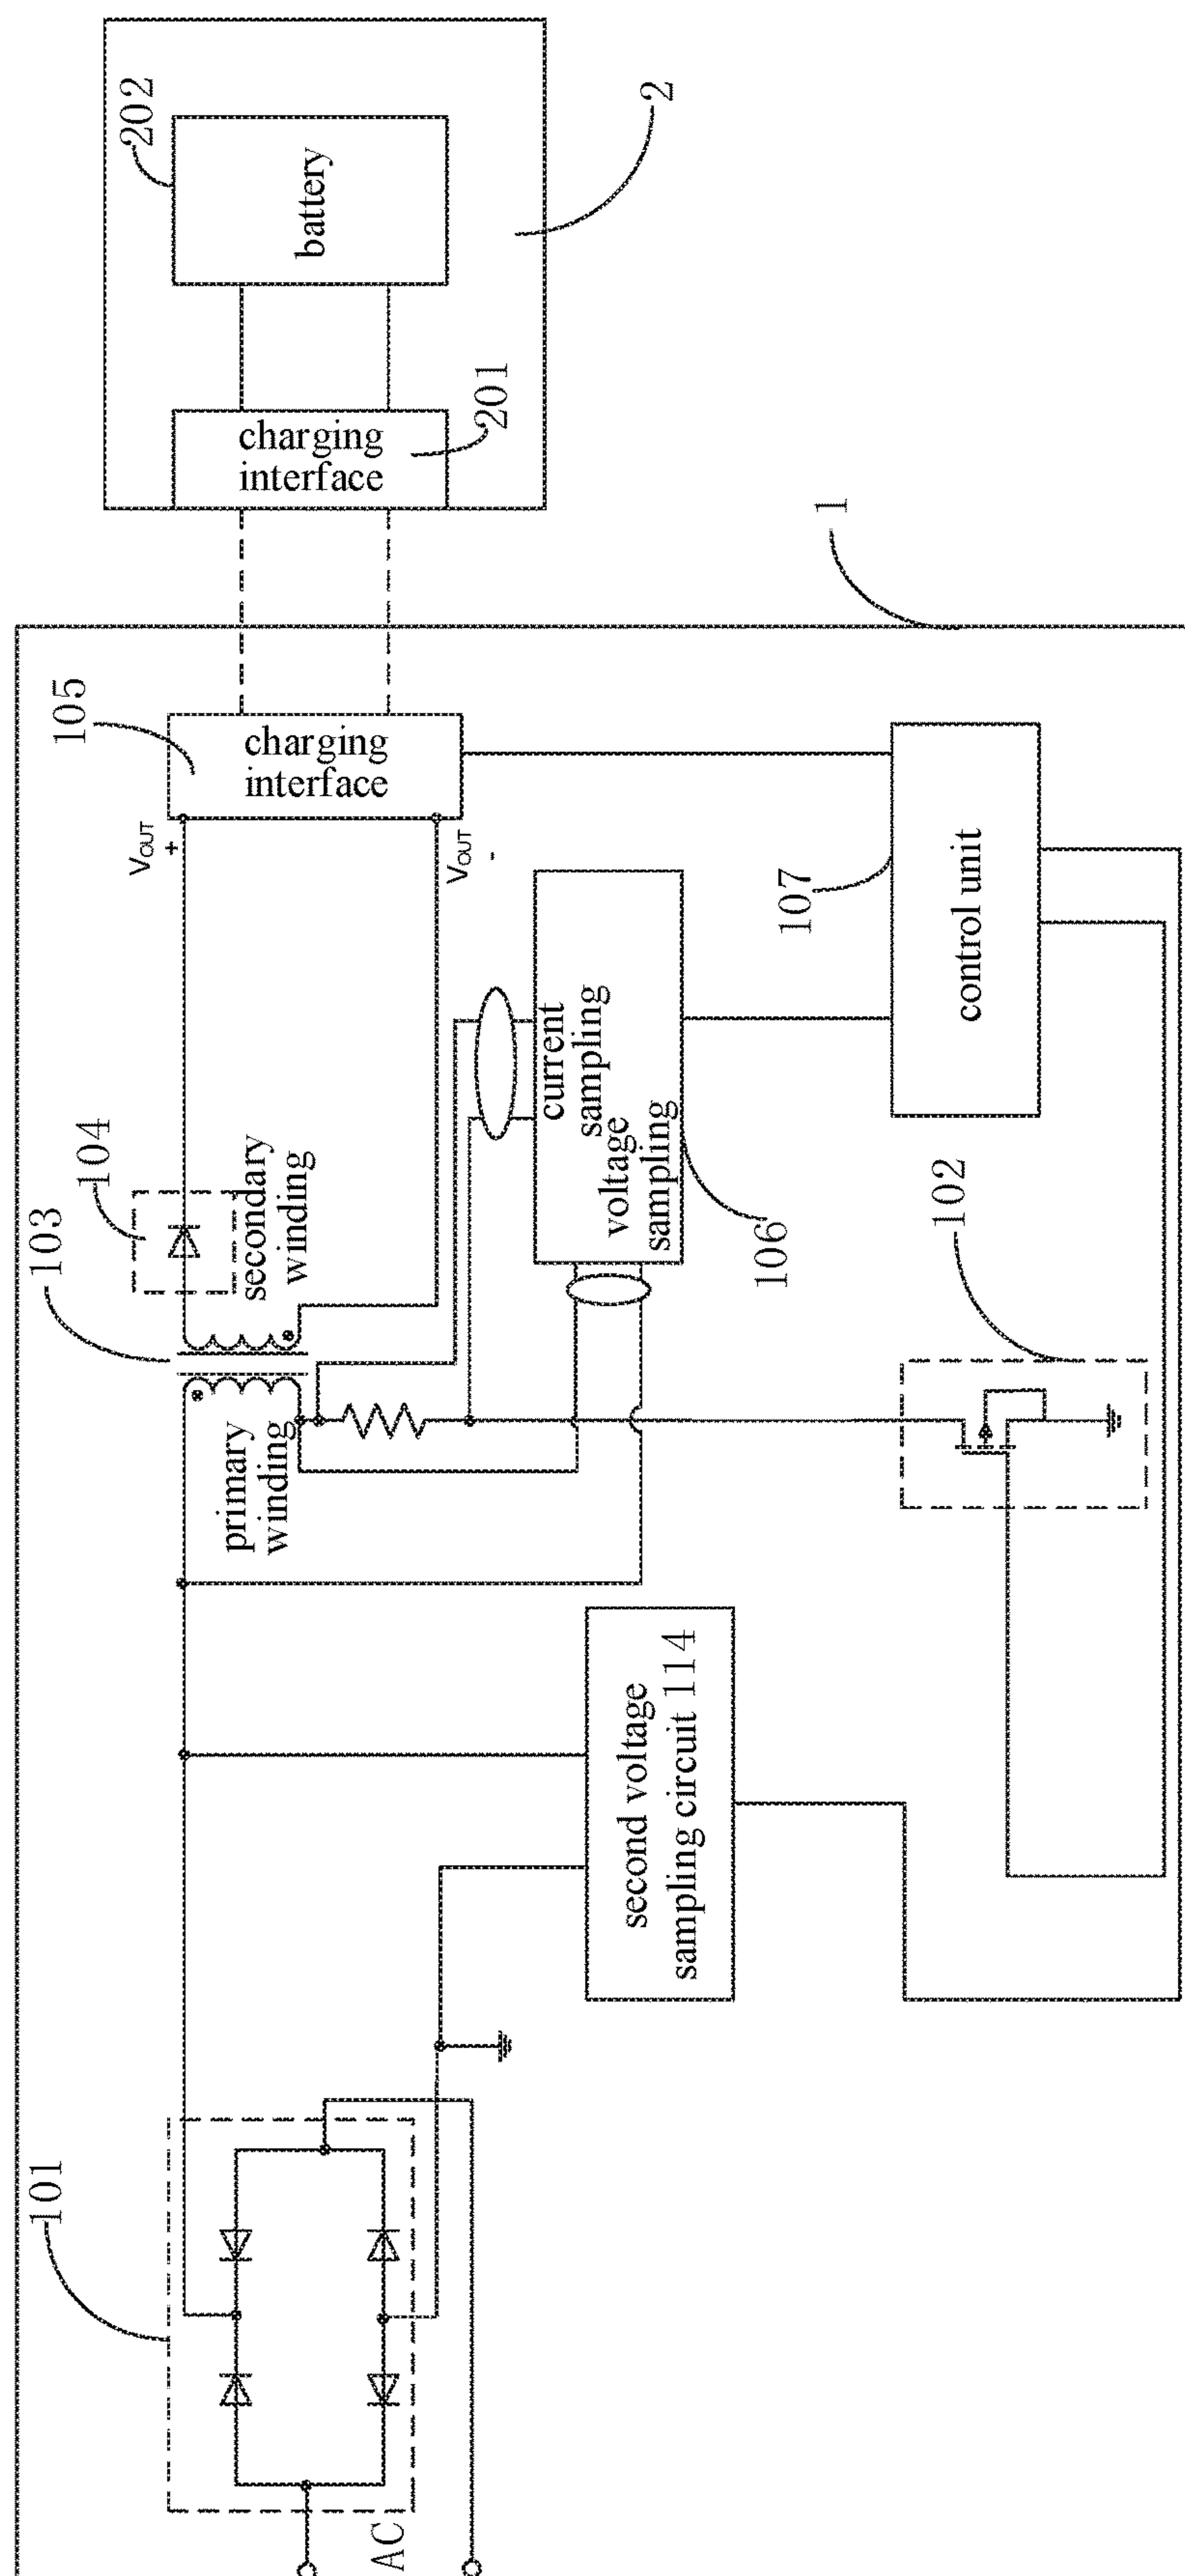 202
battery
2
charging
interface
201
1
105
charging
interface
VOUT
+
VOUT
-
107
control unit
current
sampling
voltage
sampling
106
104
103
secondary
winding
primary
winding
102
second voltage
sampling circuit 114
101
AC